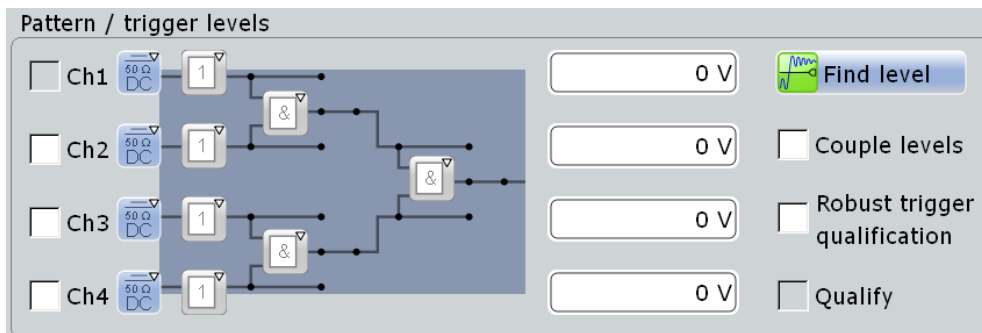 Pattern / trigger levels
Ch1 50 Ω DC 1 0 V Find level
&
Ch2 50 Ω DC 1 0 V Couple levels
&
Ch3 50 Ω DC 1 0 V Robust trigger qualification
&
Ch4 50 Ω DC 1 0 V Qualify